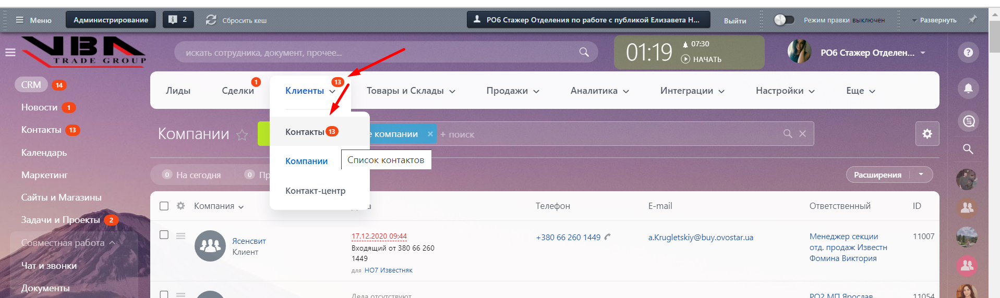 Меню
Администрирование
2
Сбросить кеш
РО6 Стажер Отделения по работе с публикой Елизавета Н...
Выйти
Режим правки выключен
Развернуть
VBA
TRADE GROUP
искать сотрудника, документ, прочее...
01:19
07:30
НАЧАТЬ
РО6 Стажер Отделен...
?
CRM 14
Новости 1
Контакты 13
Календарь
Маркетинг
Сайты и Магазины
Задачи и Проекты 2
Совместная работа
Чат и звонки
Документы
Лиды
Сделки 1
Клиенты 13
Товары и Склады
Продажи
Аналитика
Интеграции
Настройки
Еще
Контакты 13
Компании
Контакт-центр
Список контактов
Компании
е компании ×
+ поиск
0 На сегодня
0 Пр
Расширения
Компания
Телефон
E-mail
Ответственный
ID
Ясенсвит
Клиент
17.12.2020 09:44
Входящий от 380 66 260
1449
для НО7 Известняк
+380 66 260 1449
a.Krugletskiy@buy.ovostar.ua
Менеджер секции
отд. продаж Известн
Фомина Виктория
11007
Дела отсутствуют
РО2 МП Ярослав
11054